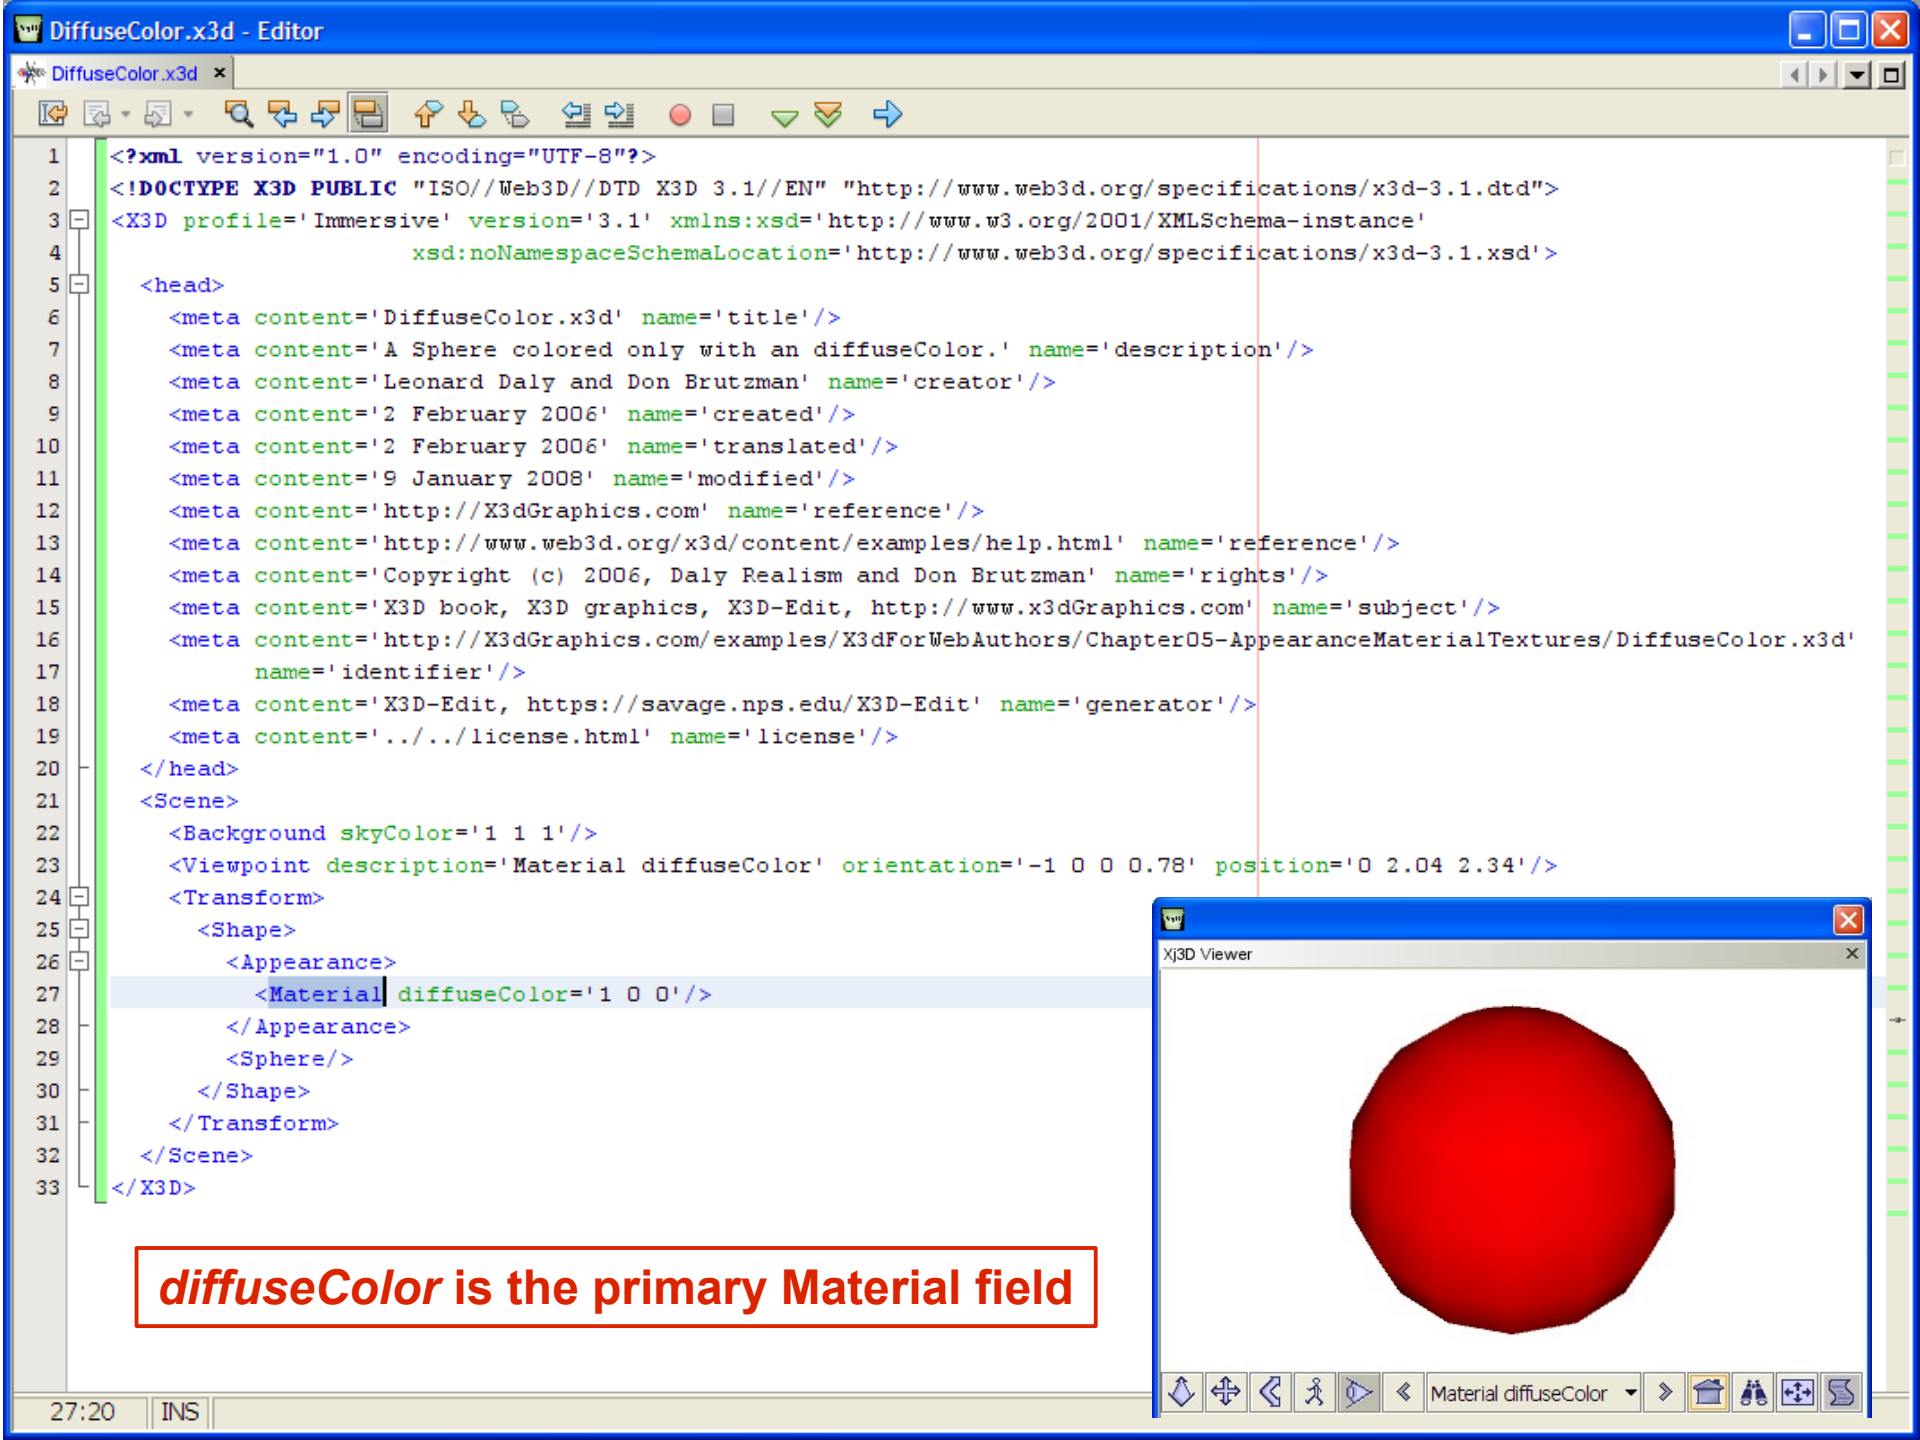 DiffuseColor.x3d - Editor
DiffuseColor.x3d
1 <?xml version="1.0" encoding="UTF-8"?>
2 <!DOCTYPE X3D PUBLIC "ISO//Web3D//DTD X3D 3.1//EN" "http://www.web3d.org/specifications/x3d-3.1.dtd">
3 <X3D profile='Immersive' version='3.1' xmlns:xsd='http://www.w3.org/2001/XMLSchema-instance'
4 xsd:noNamespaceSchemaLocation='http://www.web3d.org/specifications/x3d-3.1.xsd'>
5 <head>
6 <meta content='DiffuseColor.x3d' name='title'/>
7 <meta content='A Sphere colored only with an diffuseColor.' name='description'/>
8 <meta content='Leonard Daly and Don Brutzman' name='creator'/>
9 <meta content='2 February 2006' name='created'/>
10 <meta content='2 February 2006' name='translated'/>
11 <meta content='9 January 2008' name='modified'/>
12 <meta content='http://X3dGraphics.com' name='reference'/>
13 <meta content='http://www.web3d.org/x3d/content/examples/help.html' name='reference'/>
14 <meta content='Copyright (c) 2006, Daly Realism and Don Brutzman' name='rights'/>
15 <meta content='X3D book, X3D graphics, X3D-Edit, http://www.x3dGraphics.com' name='subject'/>
16 <meta content='http://X3dGraphics.com/examples/X3dForWebAuthors/Chapter05-AppearanceMaterialTextures/DiffuseColor.x3d'
17 name='identifier'/>
18 <meta content='X3D-Edit, https://savage.nps.edu/X3D-Edit' name='generator'/>
19 <meta content='../../license.html' name='license'/>
20 </head>
21 <Scene>
22 <Background skyColor='1 1 1'/>
23 <Viewpoint description='Material diffuseColor' orientation='-1 0 0 0.78' position='0 2.04 2.34'/>
24 <Transform>
25 <Shape>
26 <Appearance>
27 <Material diffuseColor='1 0 0'/>
28 </Appearance>
29 <Sphere/>
30 </Shape>
31 </Transform>
32 </Scene>
33 </X3D>
Xj3D Viewer
diffuseColor is the primary Material field
Material diffuseColor
27:20 INS